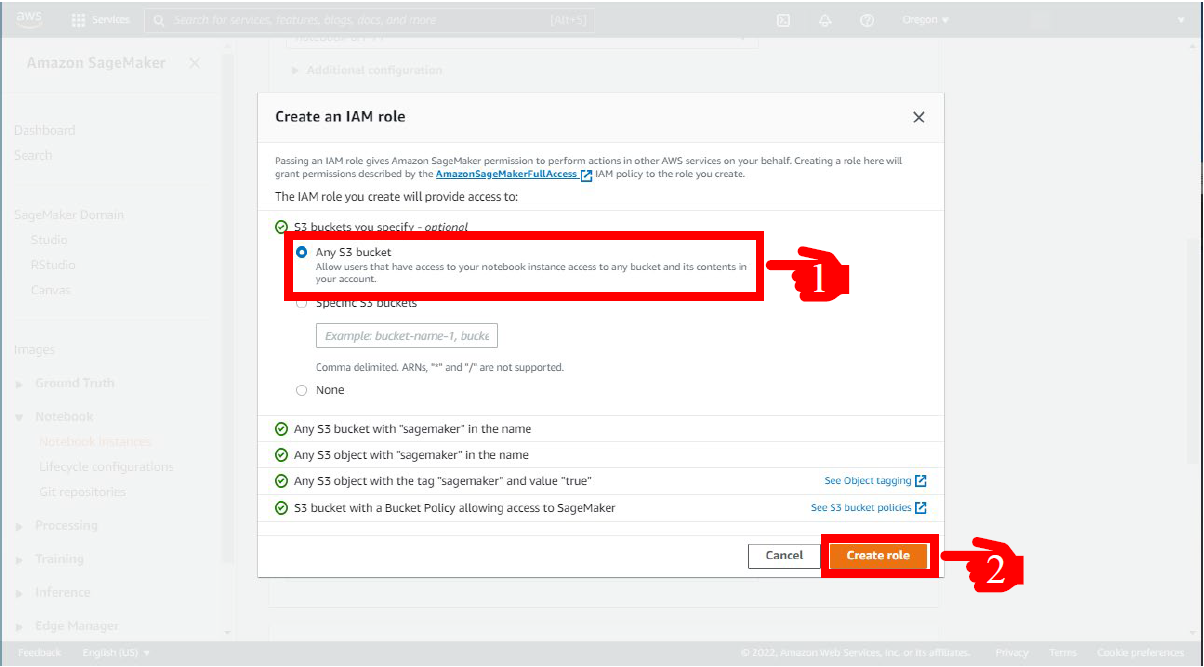 aws
Services
Search for services, features, blogs, docs, and more
[Alt+S]
Oregon
Amazon SageMaker
Additional configuration
Dashboard
Search
SageMaker Domain
Studio
RStudio
Canvas
Images
Ground Truth
Notebook
Notebook instances
Lifecycle configurations
Git repositories
Processing
Training
Inference
Edge Manager
Create an IAM role
Passing an IAM role gives Amazon SageMaker permission to perform actions in other AWS services on your behalf. Creating a role here will
grant permissions described by the AmazonSageMakerFullAccess IAM policy to the role you create.
The IAM role you create will provide access to:
S3 buckets you specify - optional
Any S3 bucket
Allow users that have access to your notebook instance access to any bucket and its contents in
your account.
1
Specific S3 buckets
Example: bucket-name-1, bucke
Comma delimited. ARNs, "*" and "/" are not supported.
None
Any S3 bucket with "sagemaker" in the name
Any S3 object with "sagemaker" in the name
Any S3 object with the tag "sagemaker" and value "true"
See Object tagging
S3 bucket with a Bucket Policy allowing access to SageMaker
See S3 bucket policies
Cancel
Create role
2
Feedback
English (US)
© 2022, Amazon Web Services, Inc. or its affiliates.
Privacy
Terms
Cookie preferences